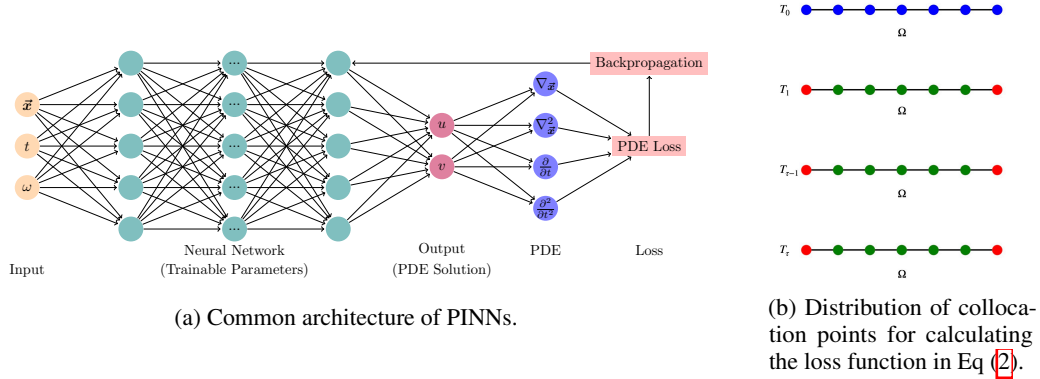 x⃗
t
ω
...
...
...
...
...
u
v
∇x⃗
∇²x⃗
∂/∂t
∂²/∂t²
Backpropagation
PDE Loss
Input
Neural Network
(Trainable Parameters)
Output
(PDE Solution)
PDE
Loss
(a) Common architecture of PINNs.
T₀
Ω
T₁
Ω
Tτ−1
Ω
Tτ
Ω
(b) Distribution of colloca-
tion points for calculating
the loss function in Eq (2).